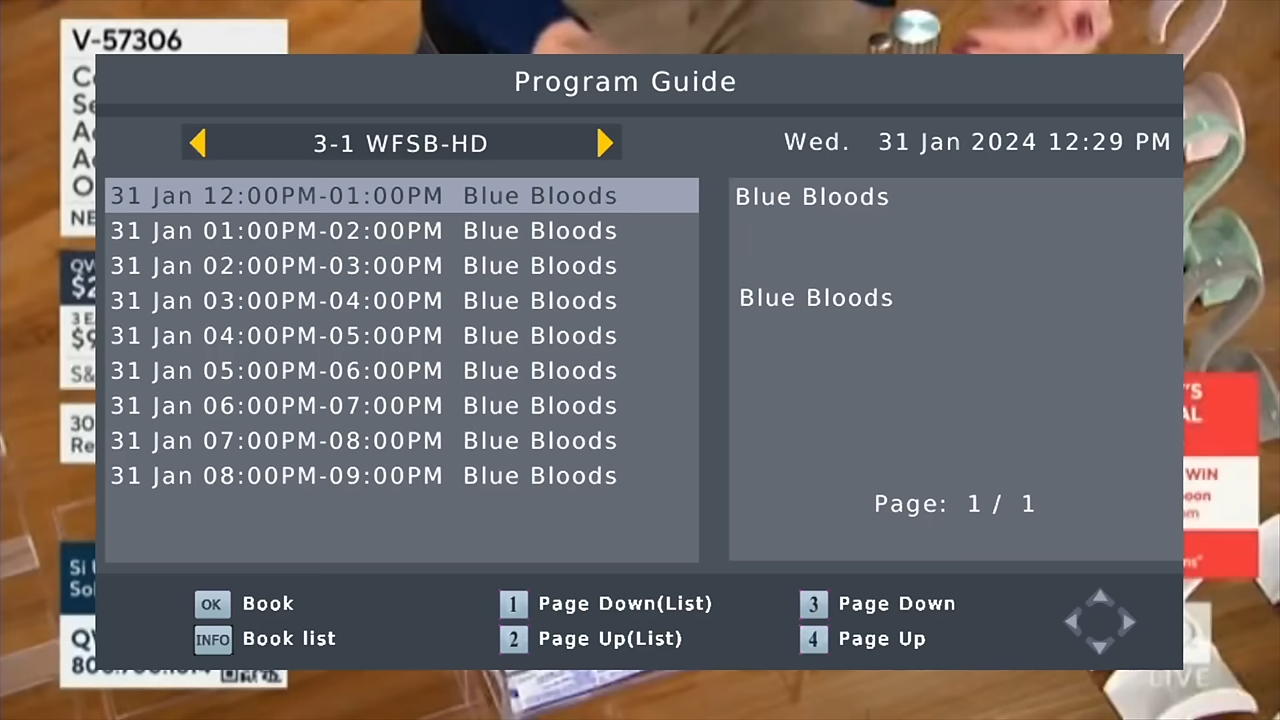 V-57306
Program Guide
3-1 WFSB-HD
Wed. 31 Jan 2024 12:29 PM
31 Jan 12:00PM-01:00PM Blue Bloods
31 Jan 01:00PM-02:00PM Blue Bloods
31 Jan 02:00PM-03:00PM Blue Bloods
31 Jan 03:00PM-04:00PM Blue Bloods
31 Jan 04:00PM-05:00PM Blue Bloods
31 Jan 05:00PM-06:00PM Blue Bloods
31 Jan 06:00PM-07:00PM Blue Bloods
31 Jan 07:00PM-08:00PM Blue Bloods
31 Jan 08:00PM-09:00PM Blue Bloods
Blue Bloods
Blue Bloods
Page: 1 / 1
OK Book
INFO Book list
1 Page Down(List)
2 Page Up(List)
3 Page Down
4 Page Up
WIN
LIVE